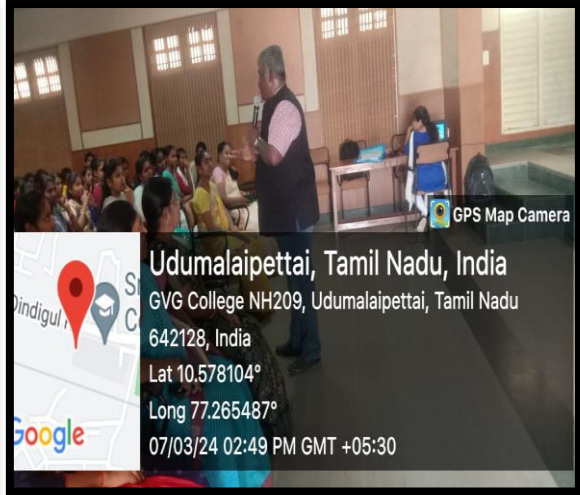 GPS Map Camera
Udumalaipettai, Tamil Nadu, India
GVG College NH209, Udumalaipettai, Tamil Nadu
642128, India
Lat 10.578104°
Long 77.265487°
07/03/24 02:49 PM GMT +05:30
Dindigul
Google